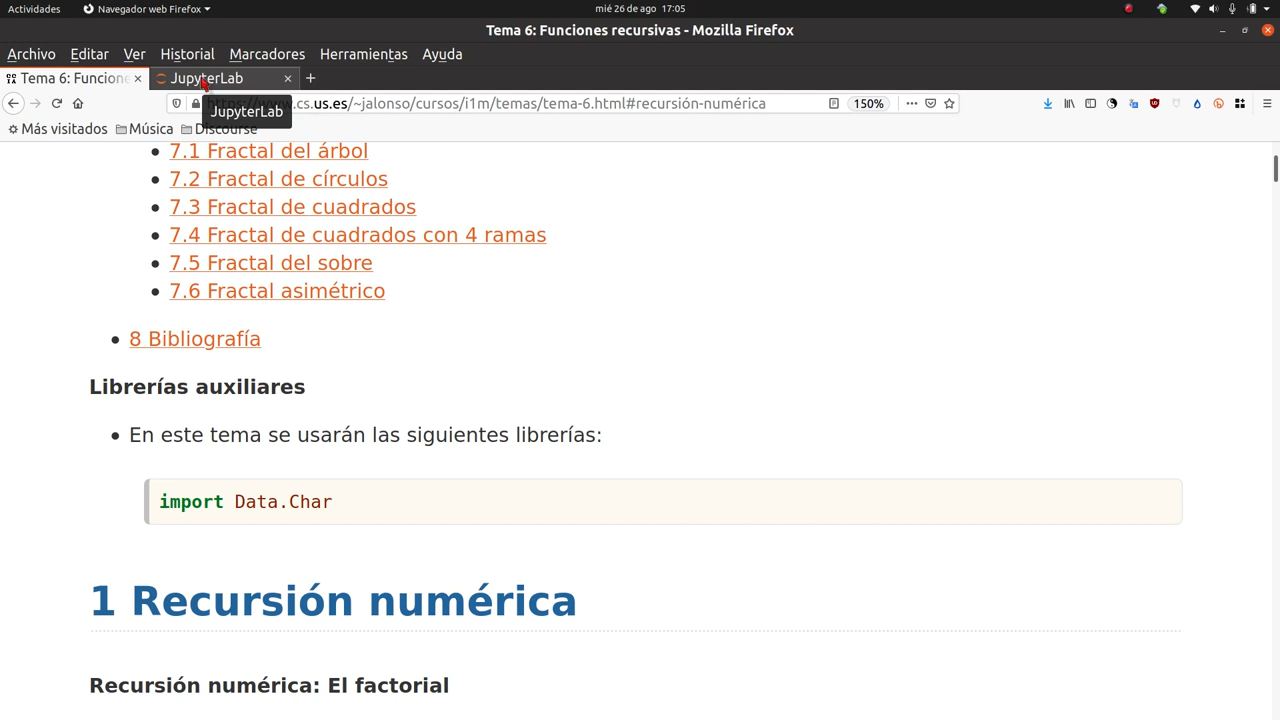 Actividades Navegador web Firefox mié 26 de ago 17:05
Tema 6: Funciones recursivas - Mozilla Firefox
Archivo Editar Ver Historial Marcadores Herramientas Ayuda
Tema 6: Funcione JupyterLab
cs.us.es/~jalonso/cursos/i1m/temas/tema-6.html#recursión-numérica 150%
JupyterLab
Más visitados Música Discourse
7.1 Fractal del árbol
7.2 Fractal de círculos
7.3 Fractal de cuadrados
7.4 Fractal de cuadrados con 4 ramas
7.5 Fractal del sobre
7.6 Fractal asimétrico
8 Bibliografía
Librerías auxiliares
En este tema se usarán las siguientes librerías:
import Data.Char
1 Recursión numérica
Recursión numérica: El factorial